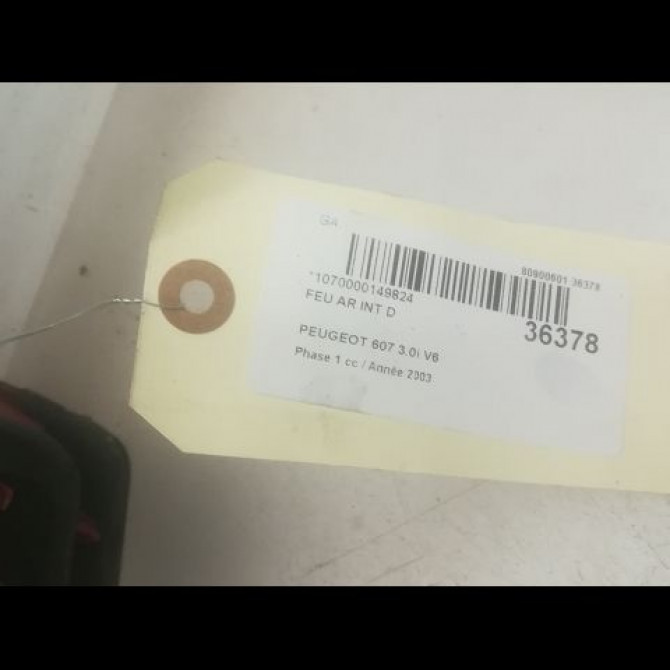 GA
80900601 36378
*1070000149824
FEU AR INT D
36378
PEUGEOT 607 3.0i V6
Phase 1 cc / Année 2003